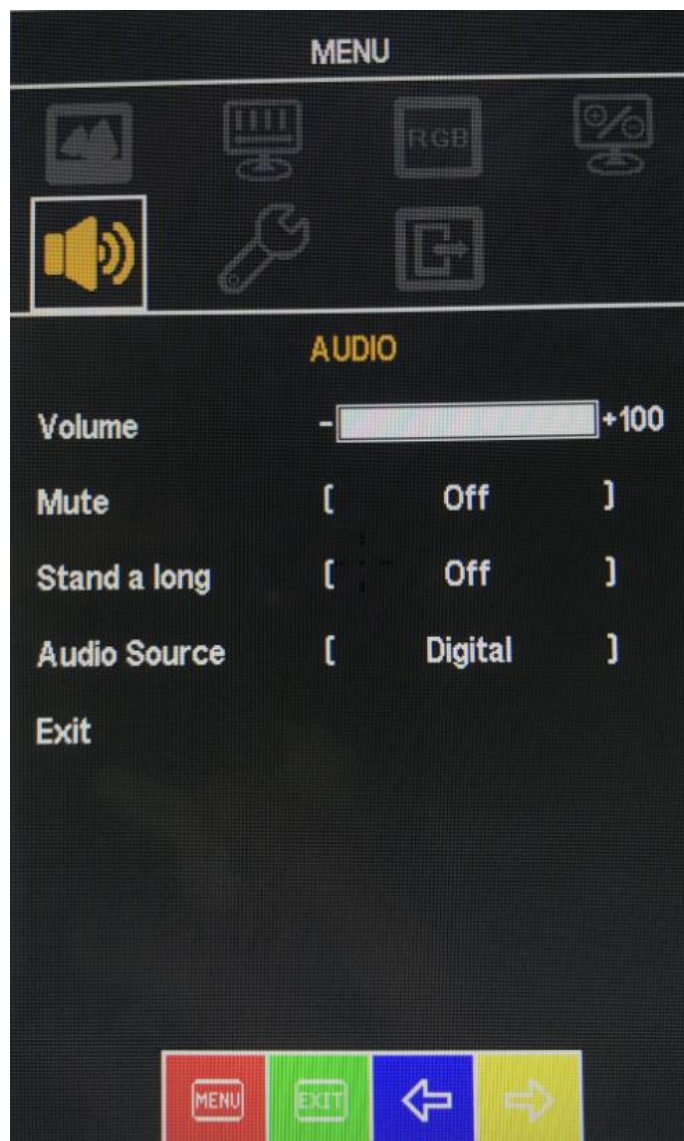 MENU
RGB
AUDIO
Volume - +100
Mute [ Off ]
Stand a long [ Off ]
Audio Source [ Digital ]
Exit
MENU EXIT